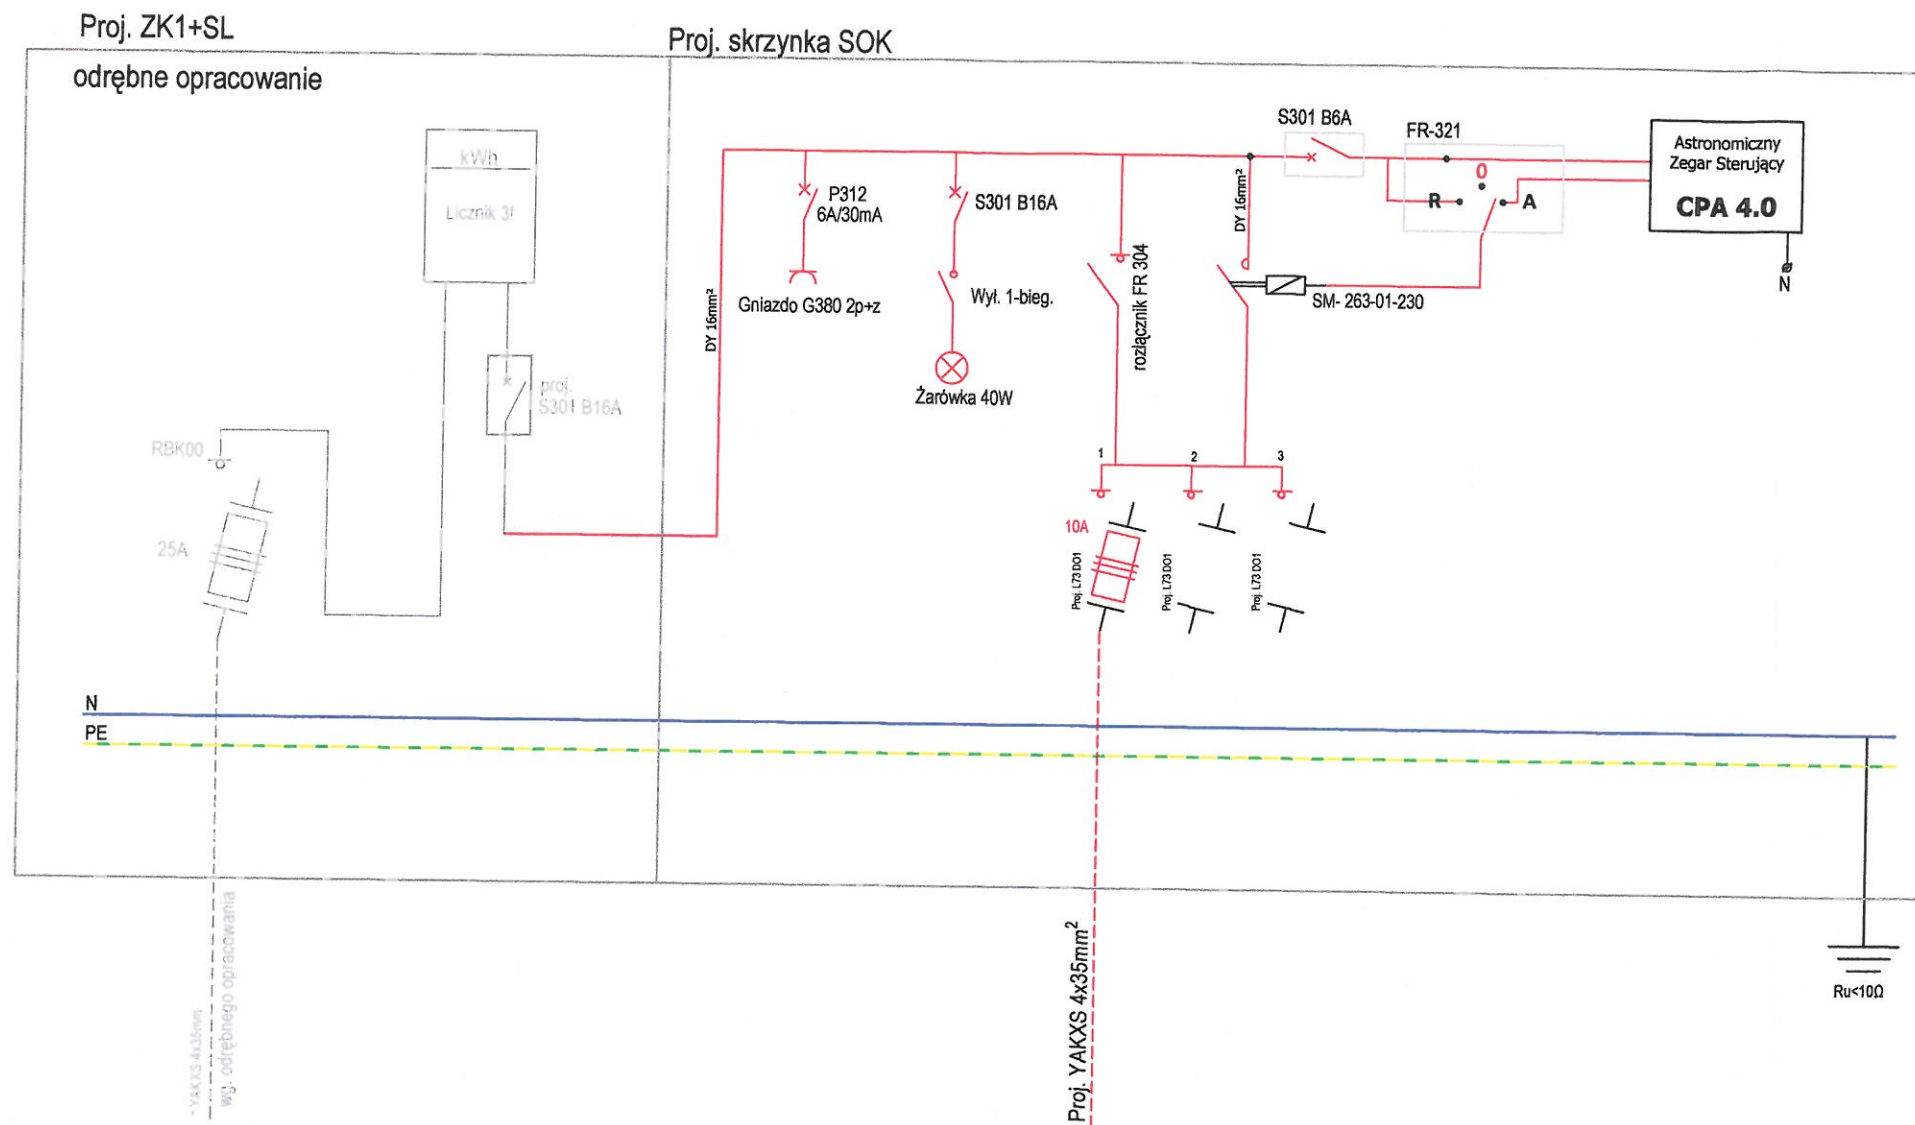 Proj. ZK1+SL
odrębne opracowanie
kWh
Licznik 3f
proj.
S301 B16A
RBK00
25A
YAKXS 4x35mm
wg. odrębnego opracowania
Proj. skrzynka SOK
DY 16mm²
P312
6A/30mA
Gniazdo G380 2p+z
S301 B16A
Wył. 1-bieg.
Żarówka 40W
rozłącznik FR 304
DY 16mm²
S301 B6A
FR-321
0
R
A
SM- 263-01-230
Astronomiczny
Zegar Sterujący
CPA 4.0
N
1
2
3
10A
Proj. L73 DO1
Proj. L73 DO1
Proj. L73 DO1
N
PE
Proj. YAKXS 4x35mm²
Ru<10Ω